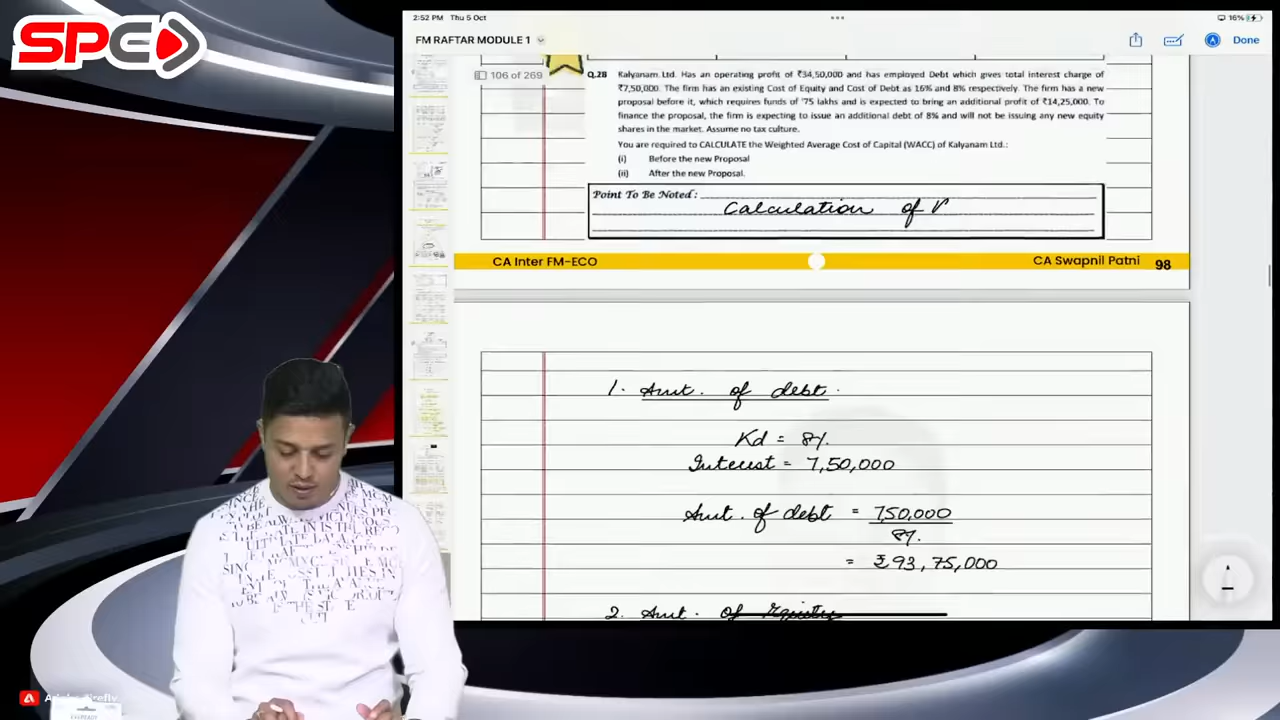 SPC
2:52 PM Thu 5 Oct
16%
FM RAFTAR MODULE 1
Done
106 of 269
Q.28 Kalyanam Ltd. Has an operating profit of ₹34,50,000 and has employed Debt which gives total interest charge of
₹7,50,000. The firm has an existing Cost of Equity and Cost of Debt as 16% and 8% respectively. The firm has a new
proposal before it, which requires funds of '75 lakhs and is expected to bring an additional profit of ₹14,25,000. To
finance the proposal, the firm is expecting to issue an additional debt of 8% and will not be issuing any new equity
shares in the market. Assume no tax culture.
You are required to CALCULATE the Weighted Average Cost of Capital (WACC) of Kalyanam Ltd.:
(i) Before the new Proposal
(ii) After the new Proposal.
Point To Be Noted:
Calculation of V
CA Inter FM-ECO
CA Swapnil Patni 98
1. Amt of debt.
Kd = 8%.
Interest = 7,50,000
Amt. of debt = 750,000
8%.
= ₹93,75,000
2. Amt. of Equity